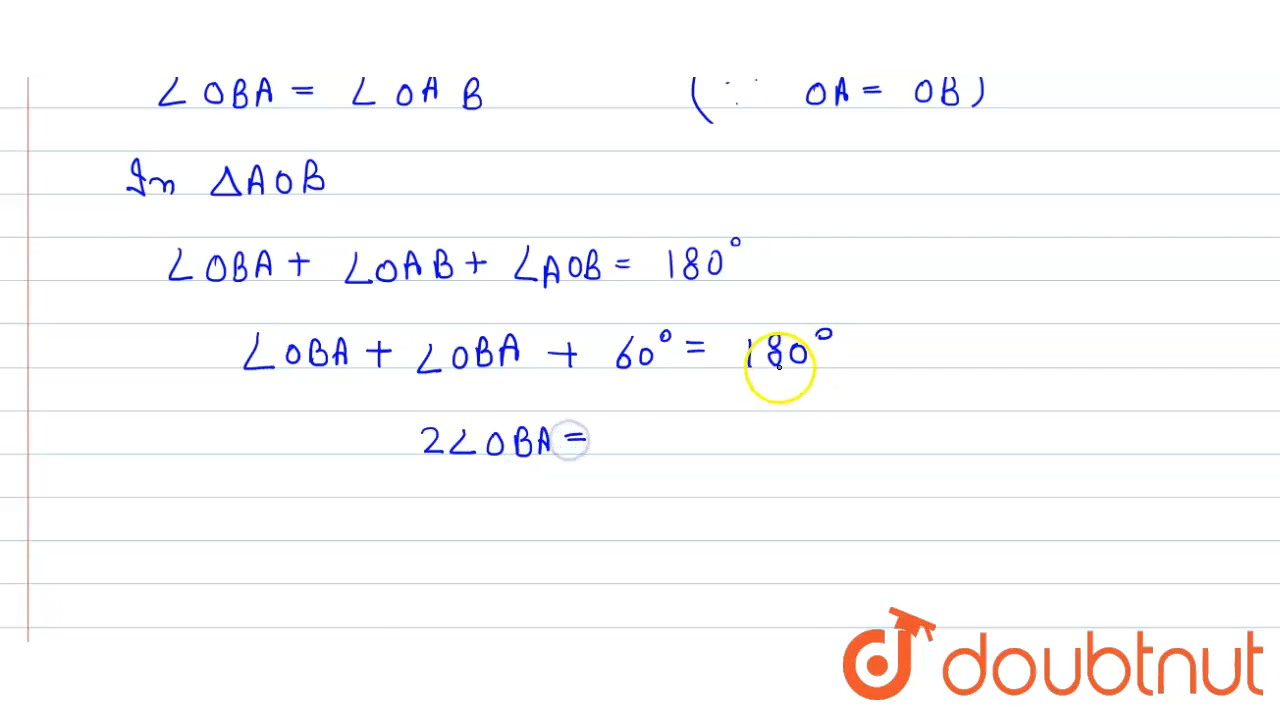 ∠OBA = ∠OAB (∵ OA = OB)
In ΔAOB
∠OBA + ∠OAB + ∠AOB = 180°
∠OBA + ∠OBA + 60° = 180°
2∠OBA =
doubtnut